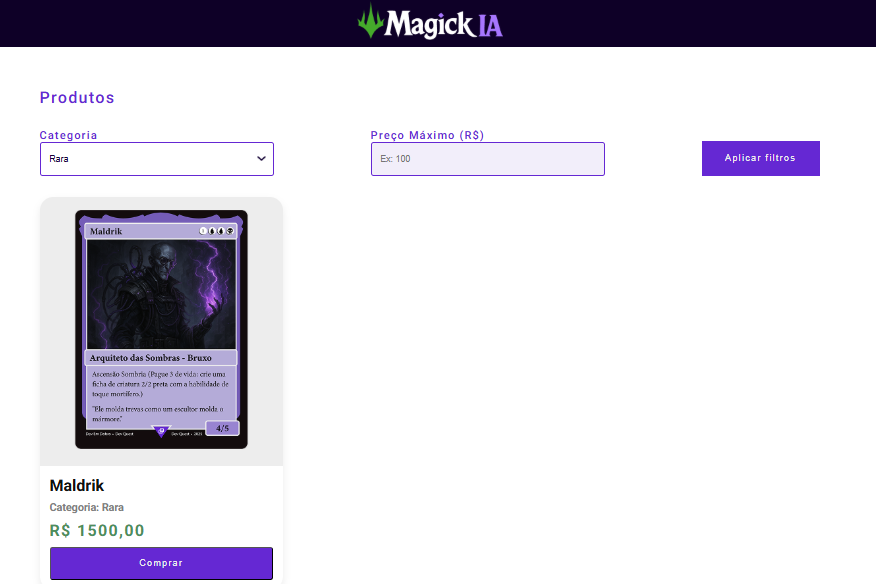 Magick IA
Produtos
Categoria
Preço Máximo (R$)
Rara
Ex: 100
Aplicar filtros
Maldrik
Arquiteto das Sombras - Bruxo
Ascensão Sombria (Pague 3 de vida: crie uma
ficha de criatura 2/2 preta com a habilidade de
toque mortífero.)
"Ele molda trevas como um escultor molda o
mármore."
4/5
Maldrik
Categoria: Rara
R$ 1500,00
Comprar